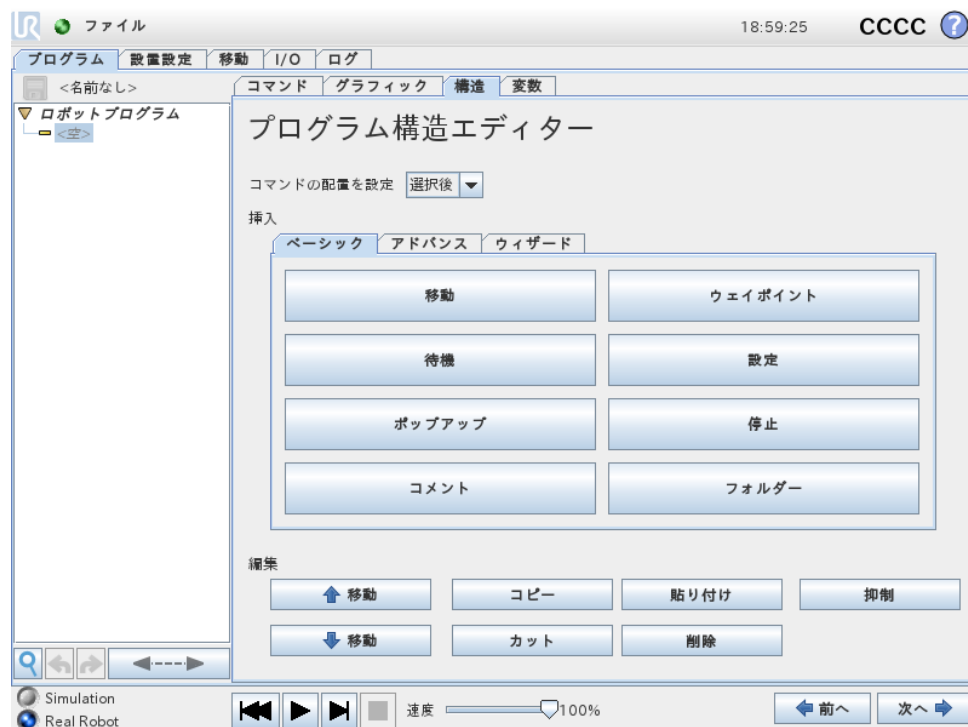 UR ファイル 18:59:25 CCCC ?
プログラム 設置設定 移動 I/O ログ
<名前なし> コマンド グラフィック 構造 変数
ロボットプログラム
<空>
プログラム構造エディター
コマンドの配置を設定 選択後
挿入
ベーシック アドバンス ウィザード
移動 ウェイポイント
待機 設定
ポップアップ 停止
コメント フォルダー
編集
移動 コピー 貼り付け 抑制
移動 カット 削除
Simulation
Real Robot
速度 100% 前へ 次へ